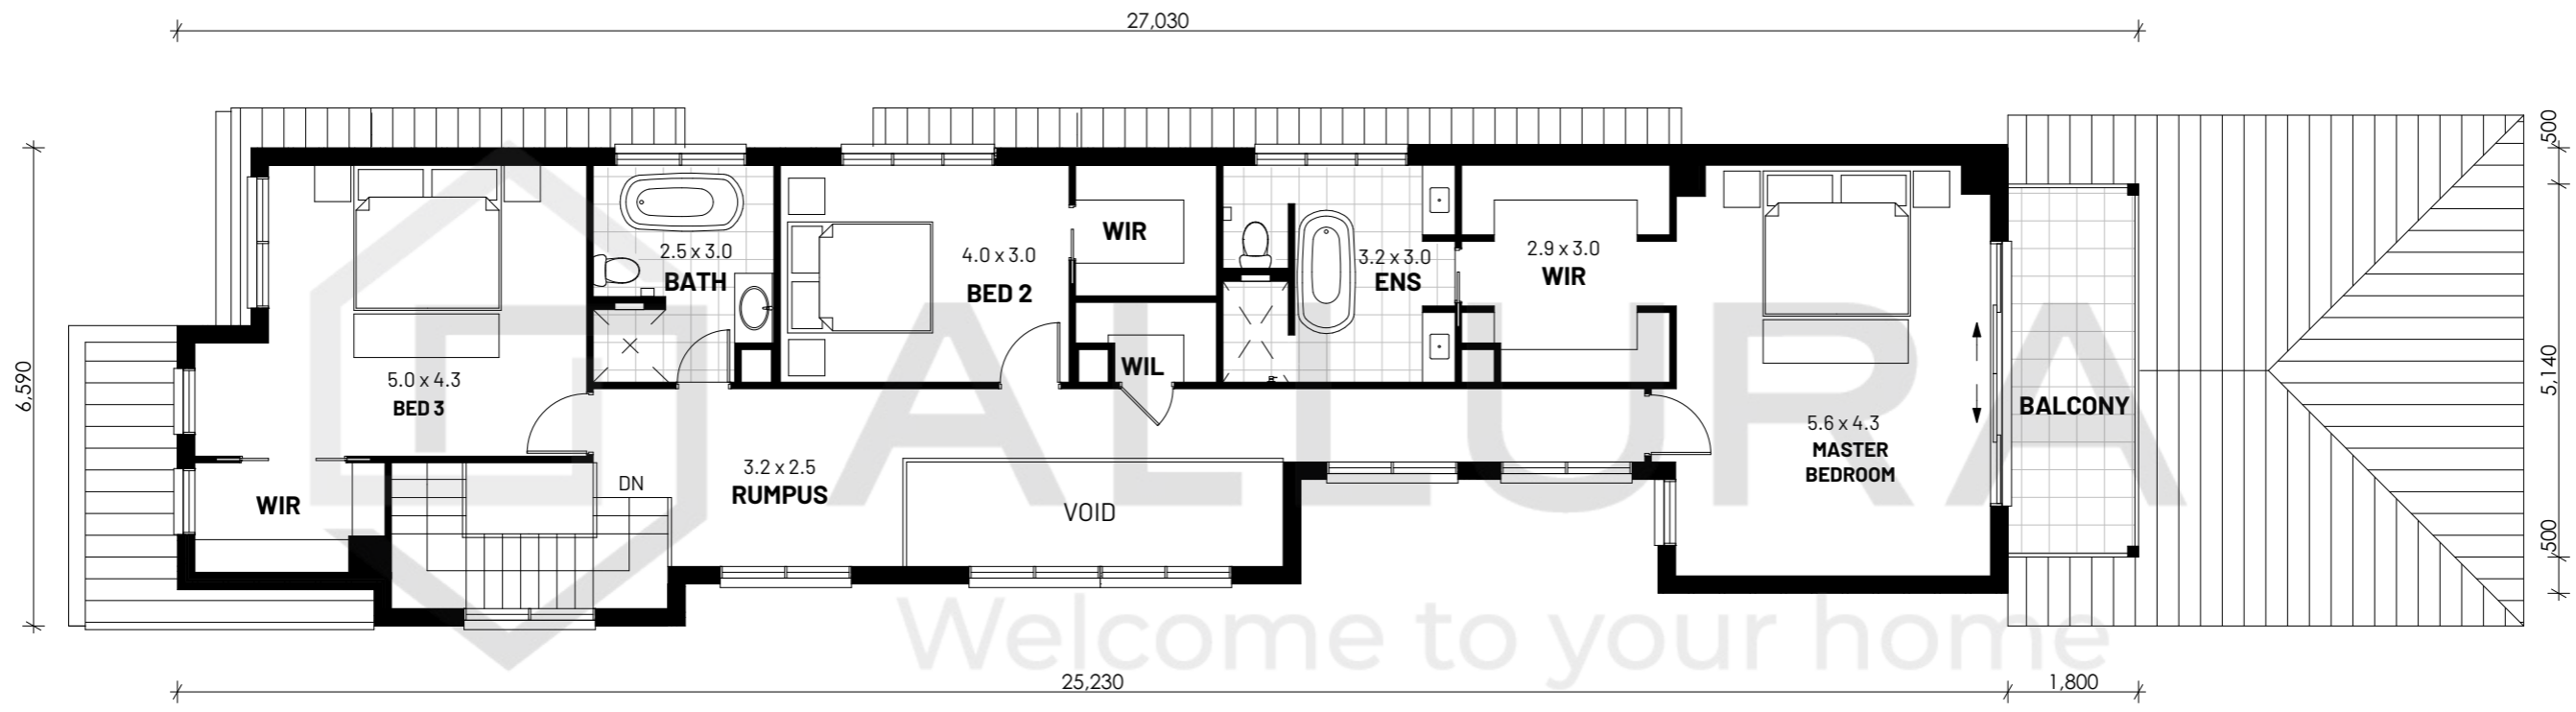 27,030
500
2.5 x 3.0
BATH
4.0 x 3.0
BED 2
WIR
3.2 x 3.0
ENS
2.9 x 3.0
WIR
6,590
5.0 x 4.3
BED 3
WIL
5.6 x 4.3
MASTER
BEDROOM
BALCONY
5,140
WIR
DN
3.2 x 2.5
RUMPUS
VOID
500
ALLURA
Welcome to your home
25,230
1,800